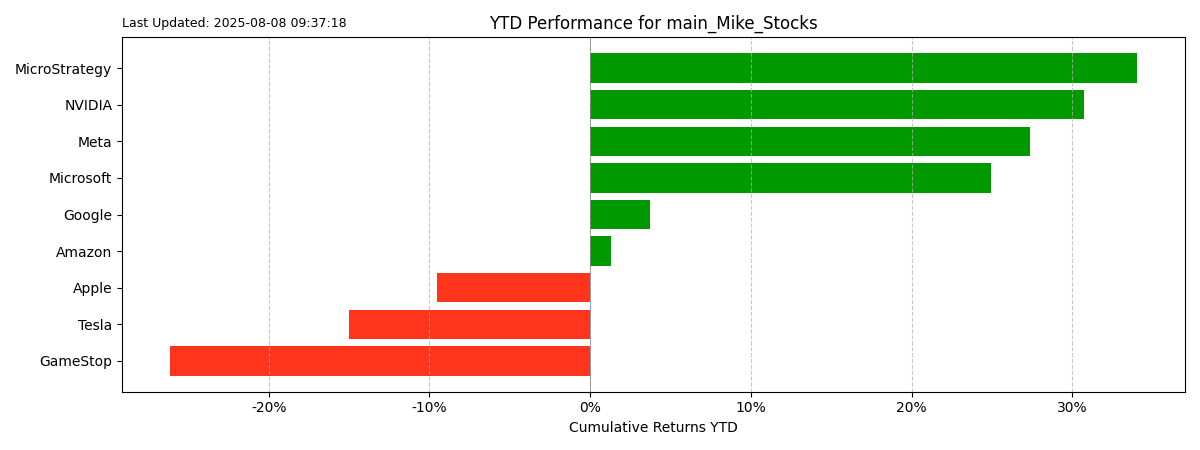 Last Updated: 2025-08-08 09:37:18
YTD Performance for main_Mike_Stocks
MicroStrategy
NVIDIA
Meta
Microsoft
Google
Amazon
Apple
Tesla
GameStop
-20% -10% 0% 10% 20% 30%
Cumulative Returns YTD